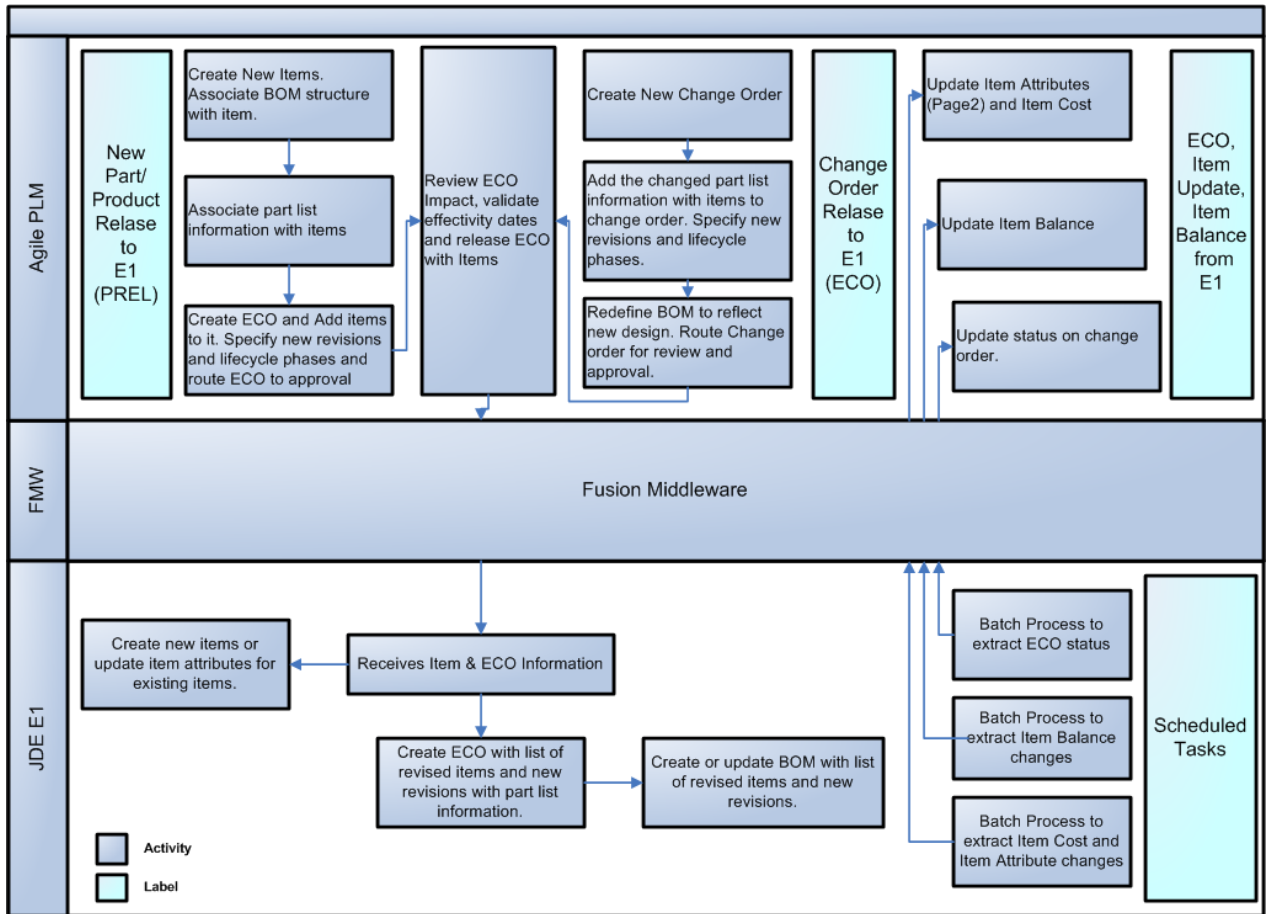 Agile PLM
New
Part/
Product
Relase
to
E1
(PREL)
Create New Items.
Associate BOM structure
with item.
Associate part list
information with items
Create ECO and Add items
to it. Specify new revisions
and lifecycle phases and
route ECO to approval
Review ECO
Impact, validate
effectivity dates
and release ECO
with Items
Create New Change Order
Add the changed part list
information with items to
change order. Specify new
revisions and lifecycle
phases.
Redefine BOM to reflect
new design. Route Change
order for review and
approval.
Change
Order
Relase
to
E1
(ECO)
Update Item Attributes
(Page2) and Item Cost
Update Item Balance
Update status on change
order.
ECO,
Item
Update,
Item
Balance
from
E1
FMW
Fusion Middleware
JDE E1
Create new items or
update item attributes for
existing items.
Receives Item & ECO Information
Create ECO with list of
revised items and new
revisions with part list
information.
Create or update BOM with list
of revised items and new
revisions.
Batch Process to
extract ECO status
Batch Process to
extract Item Balance
changes
Batch Process to
extract Item Cost and
Item Attribute changes
Scheduled
Tasks
Activity
Label